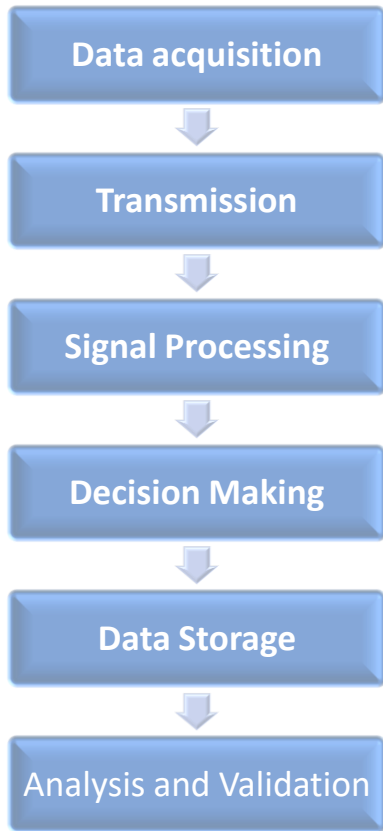 Data acquisition
Transmission
Signal Processing
Decision Making
Data Storage
Analysis and Validation